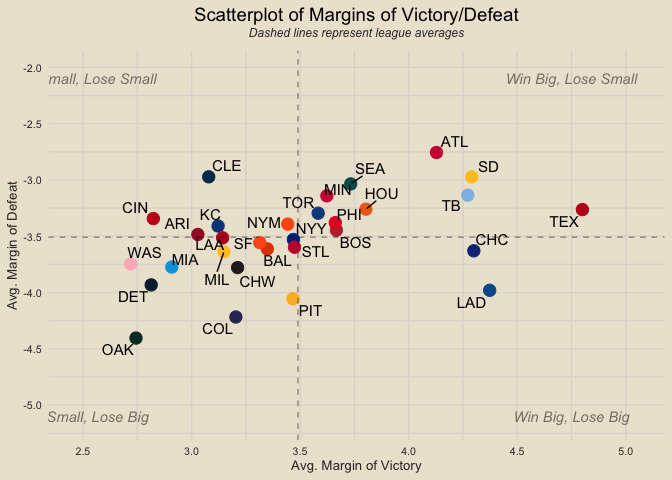 Scatterplot of Margins of Victory/Defeat
Dashed lines represent league averages
-2.0
mall, Lose Small
Win Big, Lose Small
-2.5
ATL
-3.0
CLE
SEA
SD
MIN
HOU
TB
CIN
TOR
TEX
ARI
KC
NYM
PHI
-3.5
LAA
SF
NYY
BOS
CHC
WAS
MIA
BAL
STL
MIL
CHW
-4.0
DET
PIT
LAD
COL
-4.5
OAK
-5.0
Small, Lose Big
Win Big, Lose Big
2.5
3.0
3.5
4.0
4.5
5.0
Avg. Margin of Victory
Avg. Margin of Defeat